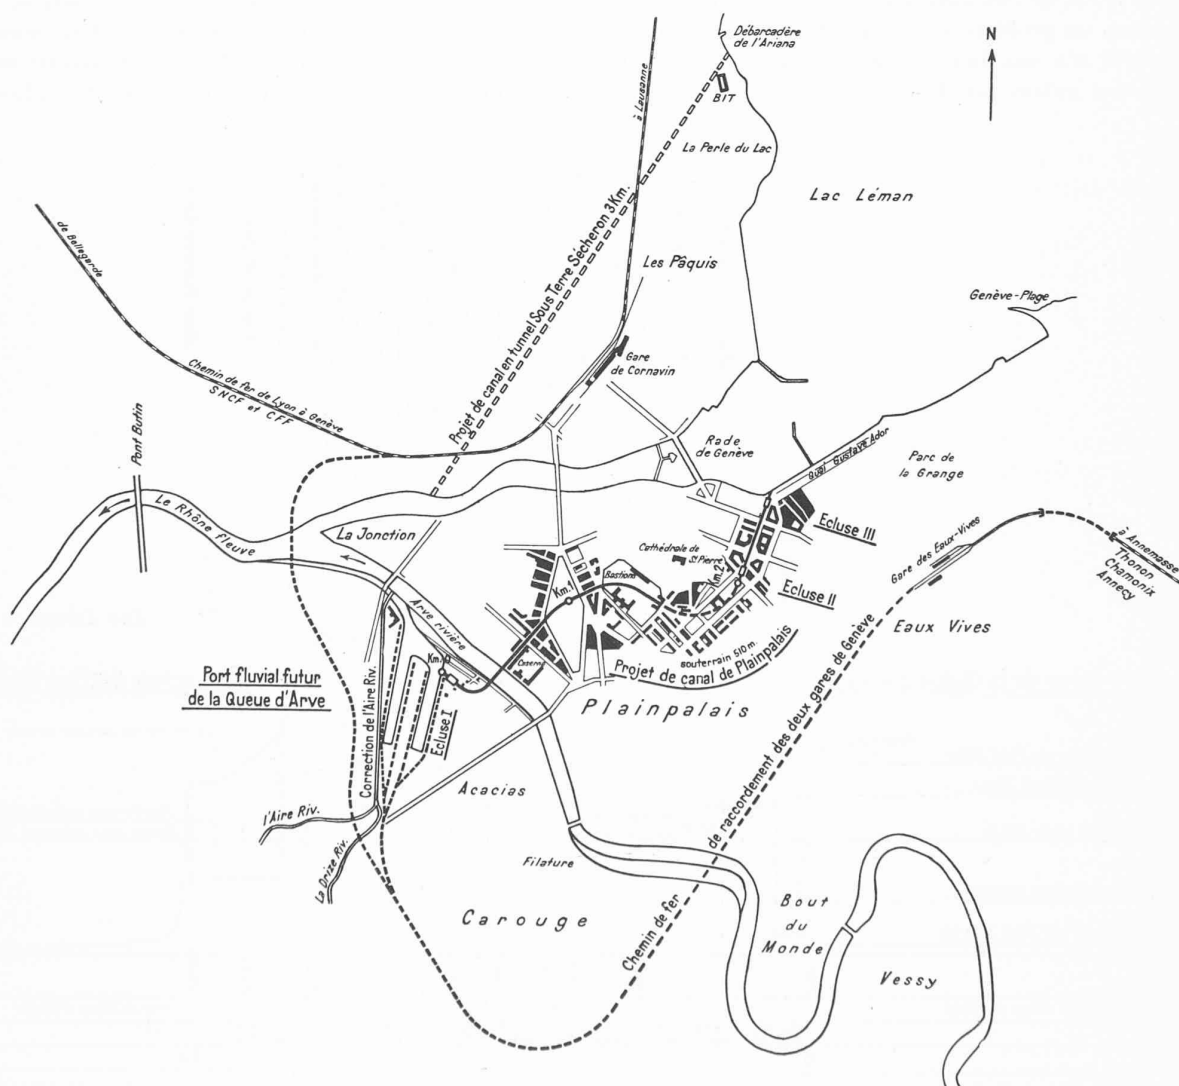 Débarcadère
de l'Ariana
N
BIT
à Lausanne
La Perle du Lac
Lac Léman
de Bellegarde
Projet de canal en tunnel Sous Terre Sécheron 3 Km.
Les Pâquis
Genève-Plage
Gare
de Cornavin
Chemin de fer de Lyon à Genève
SNCF et CFF
Pont Butin
Rade
de Genève
Quai Gustave Ador
Parc de
la Grange
Le Rhône fleuve
La Jonction
Ecluse III
Cathédrale de
St Pierre
Gare des Eaux-Vives
à Annemasse
Thonon
Chamonix
Annecy
Bastions
Km.1
Km.2
Ecluse II
Arve rivière
Eaux Vives
Caserne
souterrain 510 m.
Projet de canal de Plainpalais
Km. 0
Port fluvial futur
de la Queue d'Arve
Plainpalais
Correction de l'Aire Riv.
Ecluse I
Acacias
l'Aire Riv.
La Drize Riv.
Filature
Carouge
Chemin de fer de raccordement des deux gares de Genève
Bout
du
Monde
Vessy